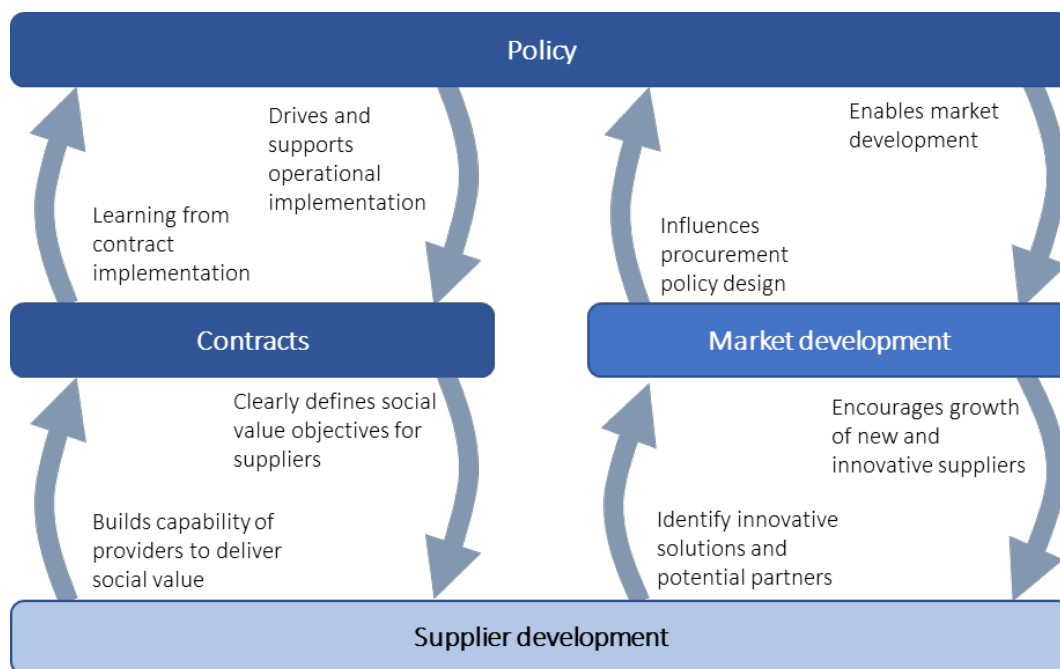 Policy
Drives and
supports
operational
implementation
Enables market
development
Learning from
contract
implementation
Influences
procurement
policy design
Contracts
Market development
Clearly defines social
value objectives for
suppliers
Encourages growth
of new and
innovative suppliers
Builds capability of
providers to deliver
social value
Identify innovative
solutions and
potential partners
Supplier development